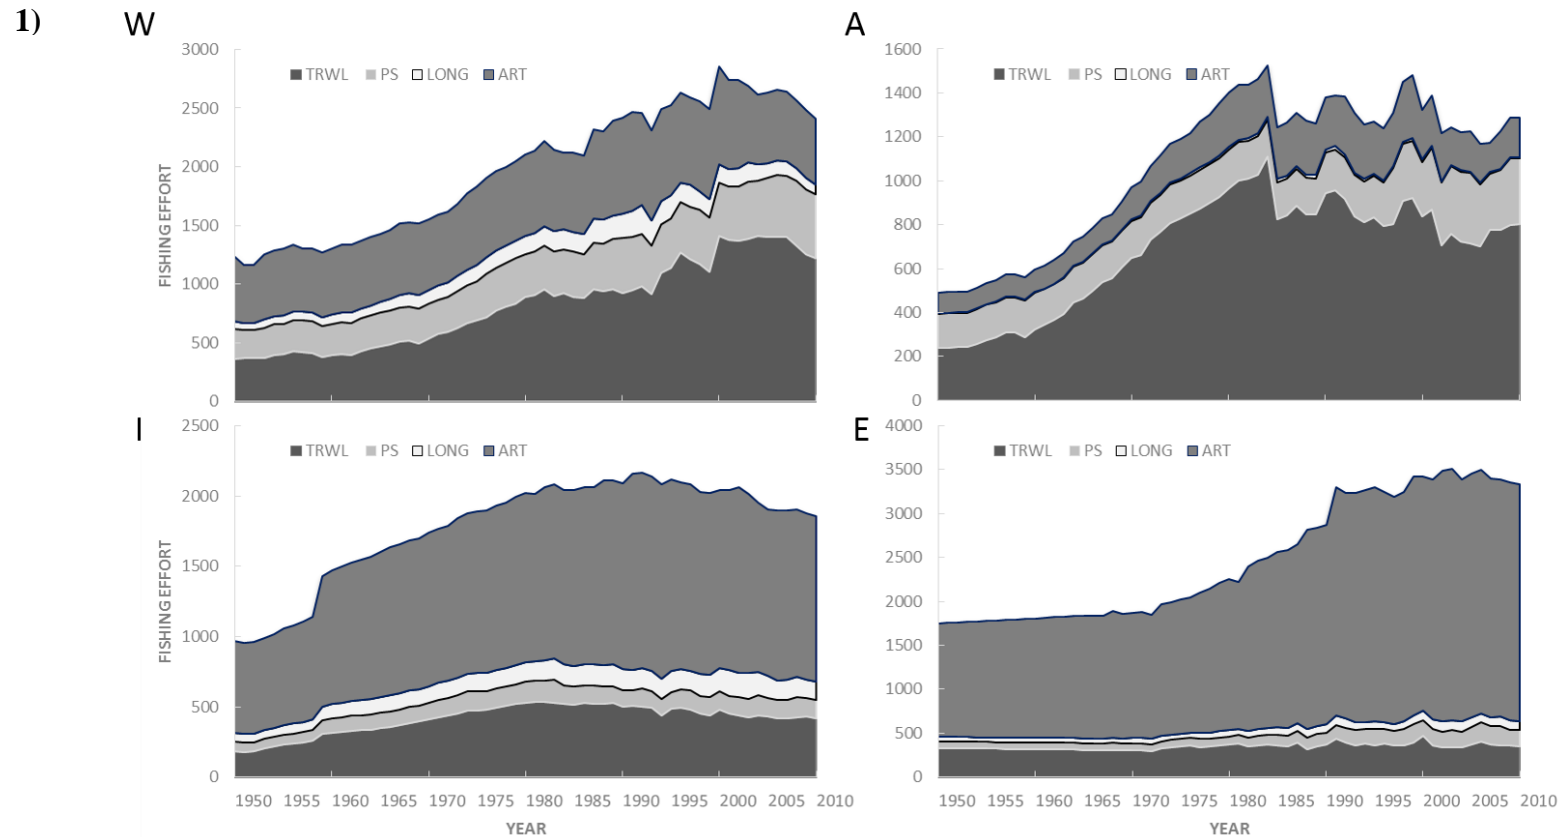 1)
W
A
3000
2500
2000
1500
1000
500
0
FISHING EFFORT
TRWL PS LONG ART
1600
1400
1200
1000
800
600
400
200
0
TRWL PS LONG ART
I
E
2500
2000
1500
1000
500
0
FISHING EFFORT
TRWL PS LONG ART
1950 1955 1960 1965 1970 1975 1980 1985 1990 1995 2000 2005 2010
YEAR
4000
3500
3000
2500
2000
1500
1000
500
0
TRWL PS LONG ART
1950 1955 1960 1965 1970 1975 1980 1985 1990 1995 2000 2005 2010
YEAR